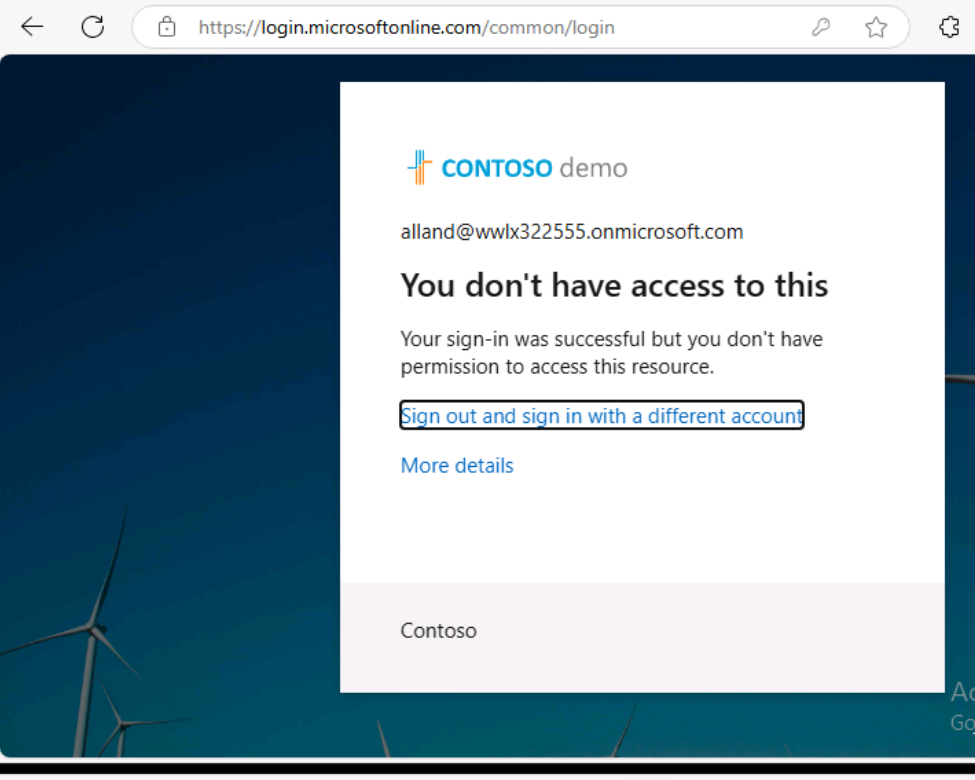 https://login.microsoftonline.com/common/login
CONTOSO demo
alland@wwlx322555.onmicrosoft.com
You don't have access to this
Your sign-in was successful but you don't have
permission to access this resource.
Sign out and sign in with a different account
More details
Contoso